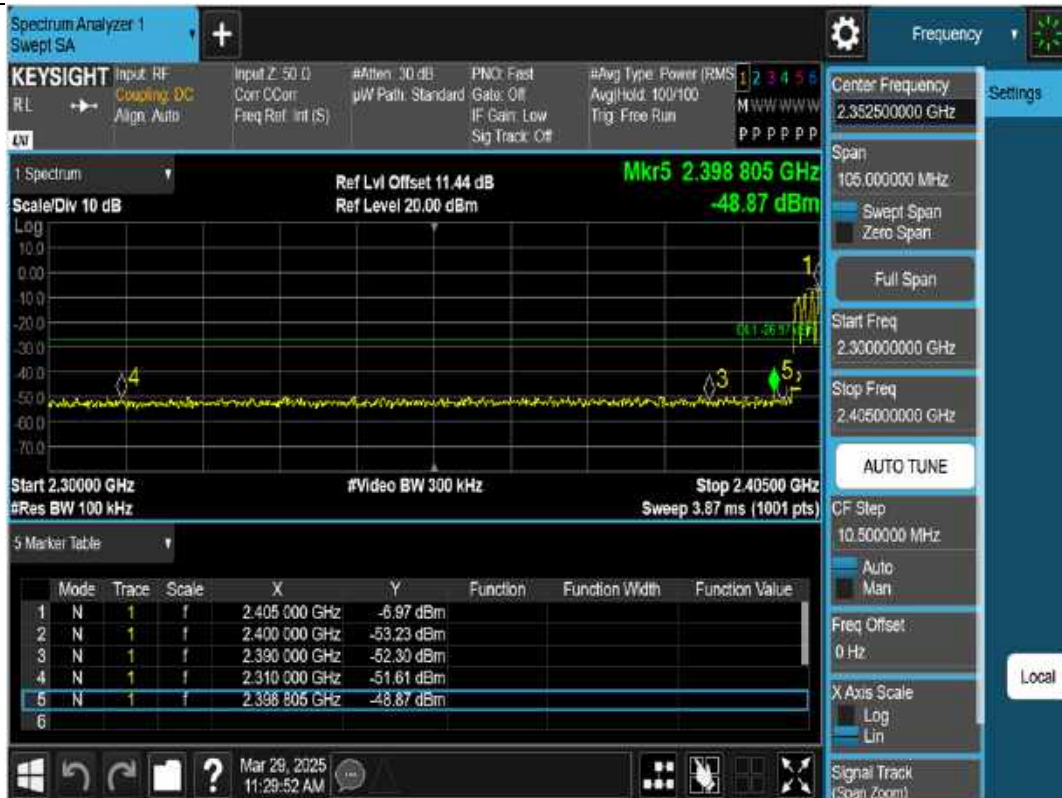 Spectrum Analyzer 1
Swept SA
+
Frequency
KEYSIGHT
RL
Input: RF
Coupling: DC
Align: Auto
Input Z: 50 Ω
Corr CCorr
Freq Ref: Int (S)
#Atten: 30 dB
µW Path: Standard
PNO: Fast
Gate: Off
IF Gain: Low
Sig Track: Off
#Avg Type: Power (RMS
Avg|Hold: 100/100
Trig: Free Run
1 2 3 4 5 6
M W W W W W
P P P P P P
LXI
1 Spectrum
Scale/Div 10 dB
Ref Lvl Offset 11.44 dB
Ref Level 20.00 dBm
Mkr5 2.398 805 GHz
-48.87 dBm
Log
10.0
0.00
-10.0
-20.0
-30.0
-40.0
-50.0
-60.0
-70.0
1
4
3
5
2
Start 2.30000 GHz
#Res BW 100 kHz
#Video BW 300 kHz
Stop 2.40500 GHz
Sweep 3.87 ms (1001 pts)
5 Marker Table
Mode Trace Scale X Y Function Function Width Function Value
1 N 1 f 2.405 000 GHz -6.97 dBm
2 N 1 f 2.400 000 GHz -53.23 dBm
3 N 1 f 2.390 000 GHz -52.30 dBm
4 N 1 f 2.310 000 GHz -51.61 dBm
5 N 1 f 2.398 805 GHz -48.87 dBm
6
?
Mar 29, 2025
11:29:52 AM
Center Frequency
2.352500000 GHz
Span
105.000000 MHz
Swept Span
Zero Span
Full Span
Start Freq
2.300000000 GHz
Stop Freq
2.405000000 GHz
AUTO TUNE
CF Step
10.500000 MHz
Auto
Man
Freq Offset
0 Hz
X Axis Scale
Log
Lin
Signal Track
(Span Zoom)
Settings
Local